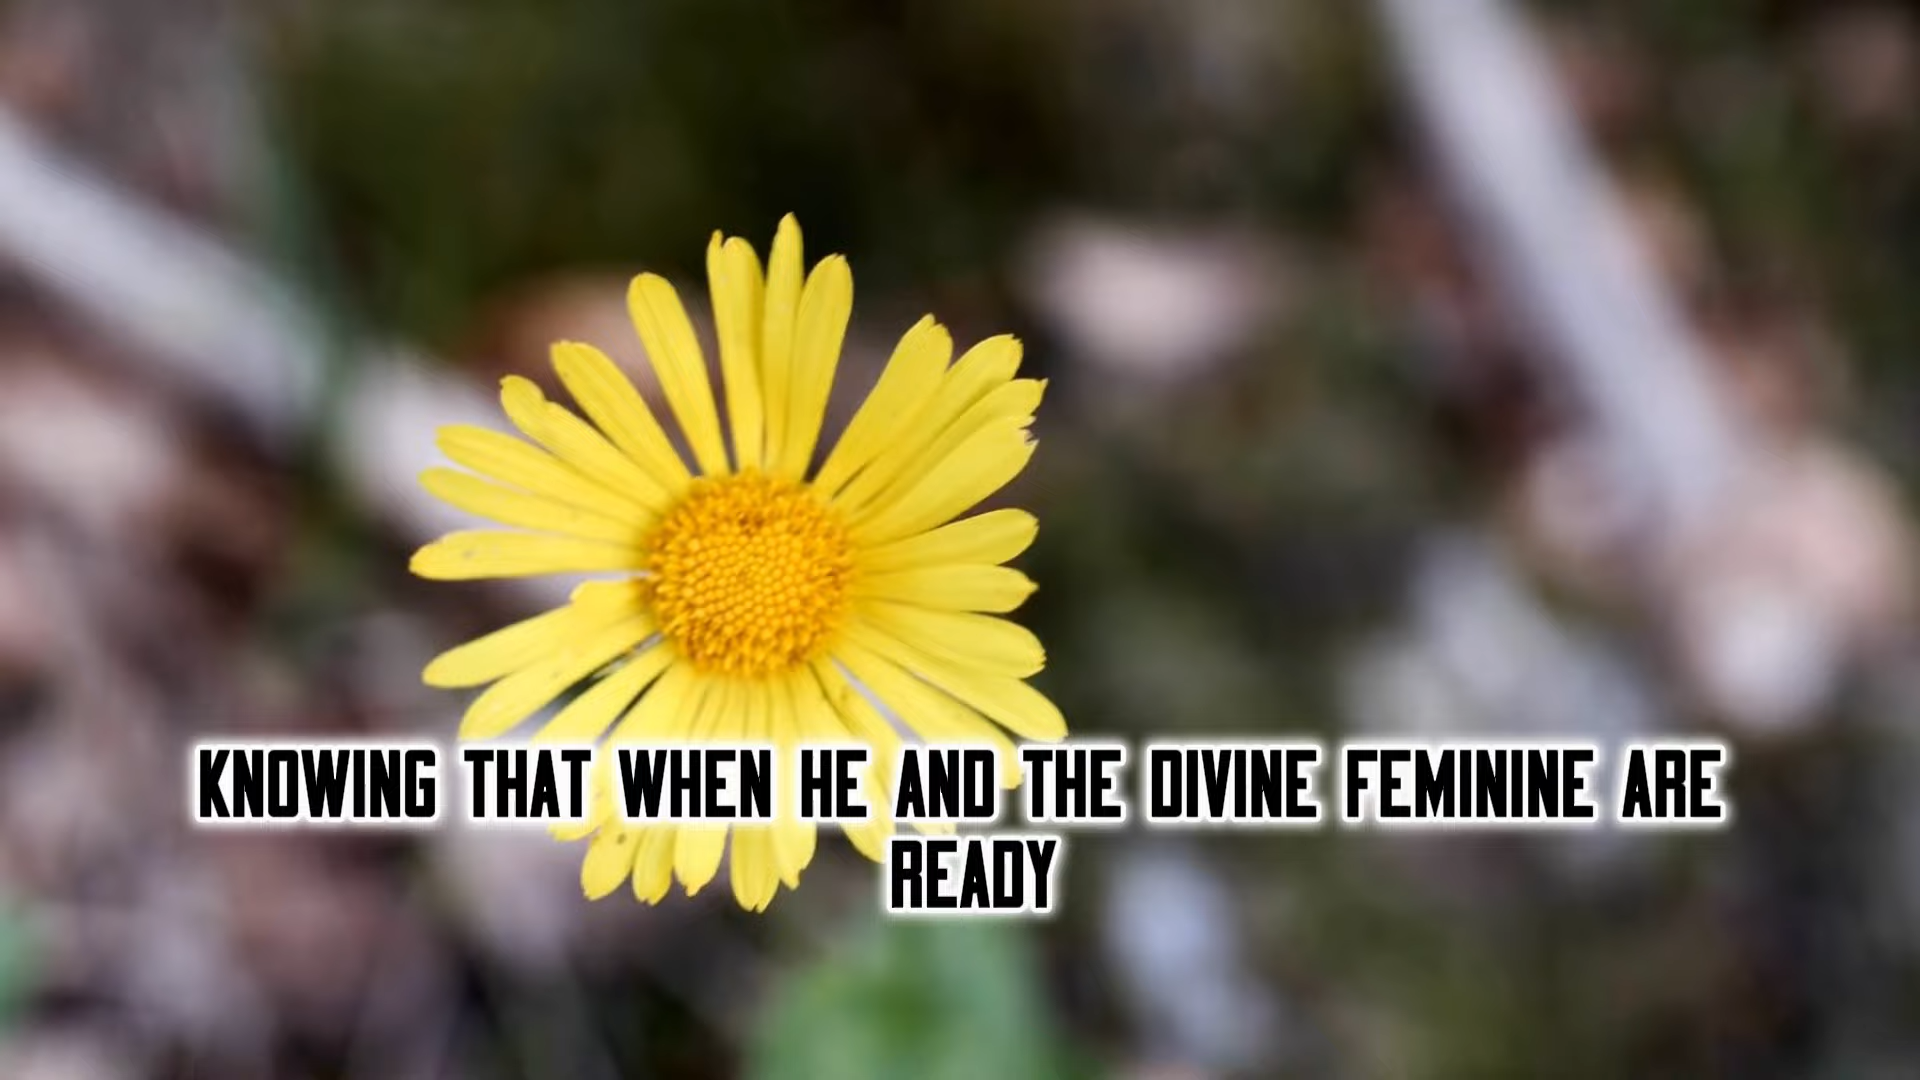 KNOWING THAT WHEN HE AND THE DIVINE FEMININE ARE
READY